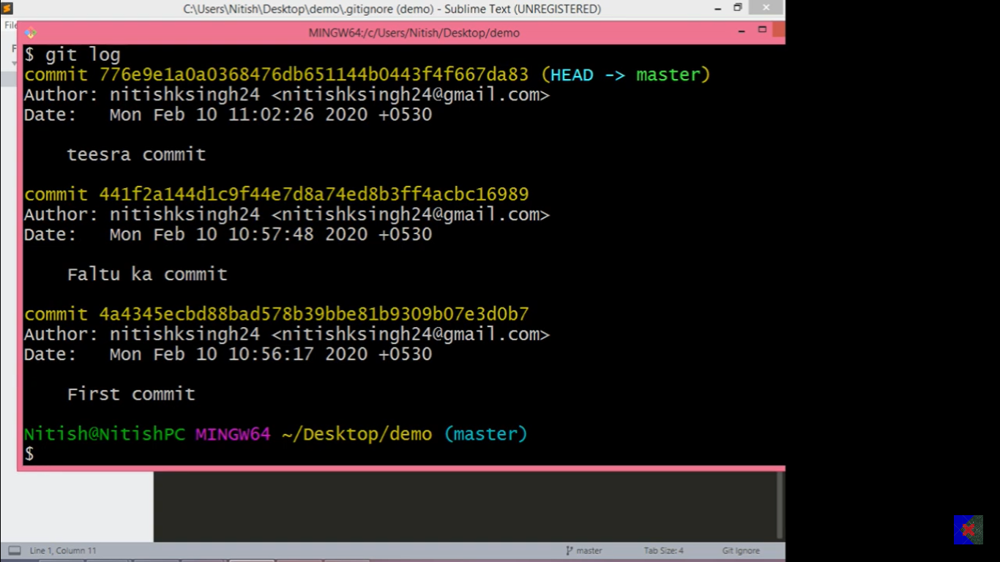 C:\Users\Nitish\Desktop\demo\.gitignore (demo) - Sublime Text (UNREGISTERED)
File
MINGW64:/c/Users/Nitish/Desktop/demo
$ git log
commit 776e9e1a0a0368476db651144b0443f4f667da83 (HEAD -> master)
Author: nitishksingh24 <nitishksingh24@gmail.com>
Date:   Mon Feb 10 11:02:26 2020 +0530
teesra commit
commit 441f2a144d1c9f44e7d8a74ed8b3ff4acbc16989
Author: nitishksingh24 <nitishksingh24@gmail.com>
Date:   Mon Feb 10 10:57:48 2020 +0530
Faltu ka commit
commit 4a4345ecbd88bad578b39bbe81b9309b07e3d0b7
Author: nitishksingh24 <nitishksingh24@gmail.com>
Date:   Mon Feb 10 10:56:17 2020 +0530
First commit
Nitish@NitishPC MINGW64 ~/Desktop/demo (master)
$
Line 1, Column 11 master Tab Size: 4 Git Ignore